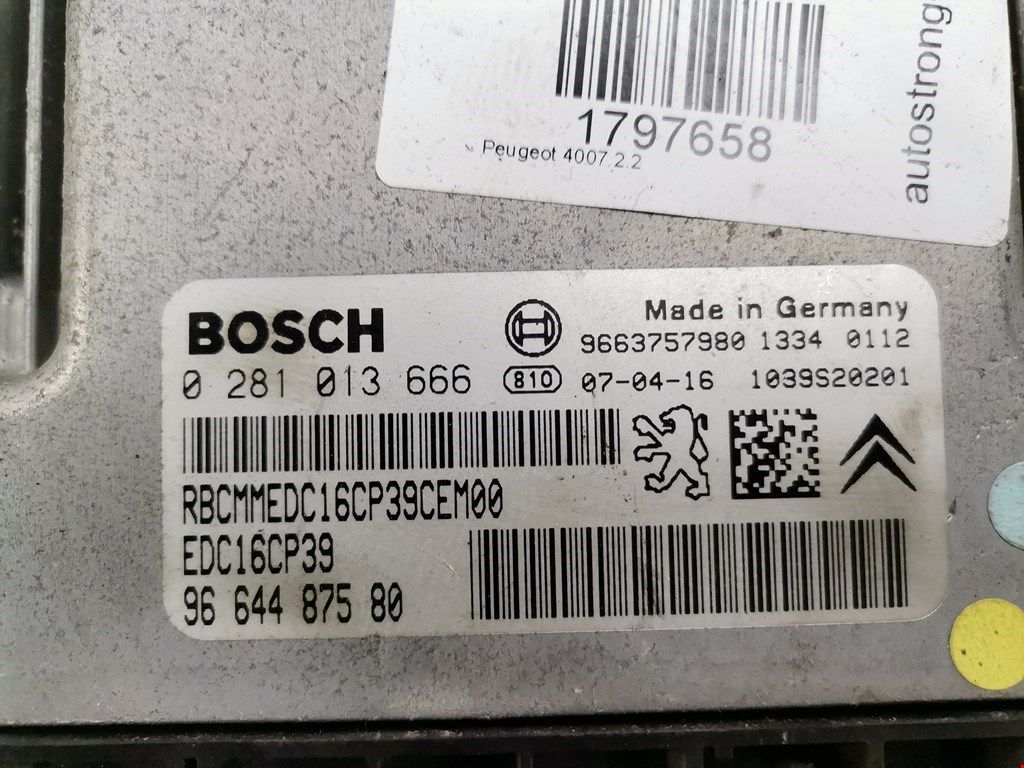 1797658
Peugeot 4007 2.2
autostrong
BOSCH
Made in Germany
9663757980 1334 0112
0 281 013 666 810 07-04-16 1039S20201
RBCMMEDC16CP39CEM00
EDC16CP39
96 644 875 80